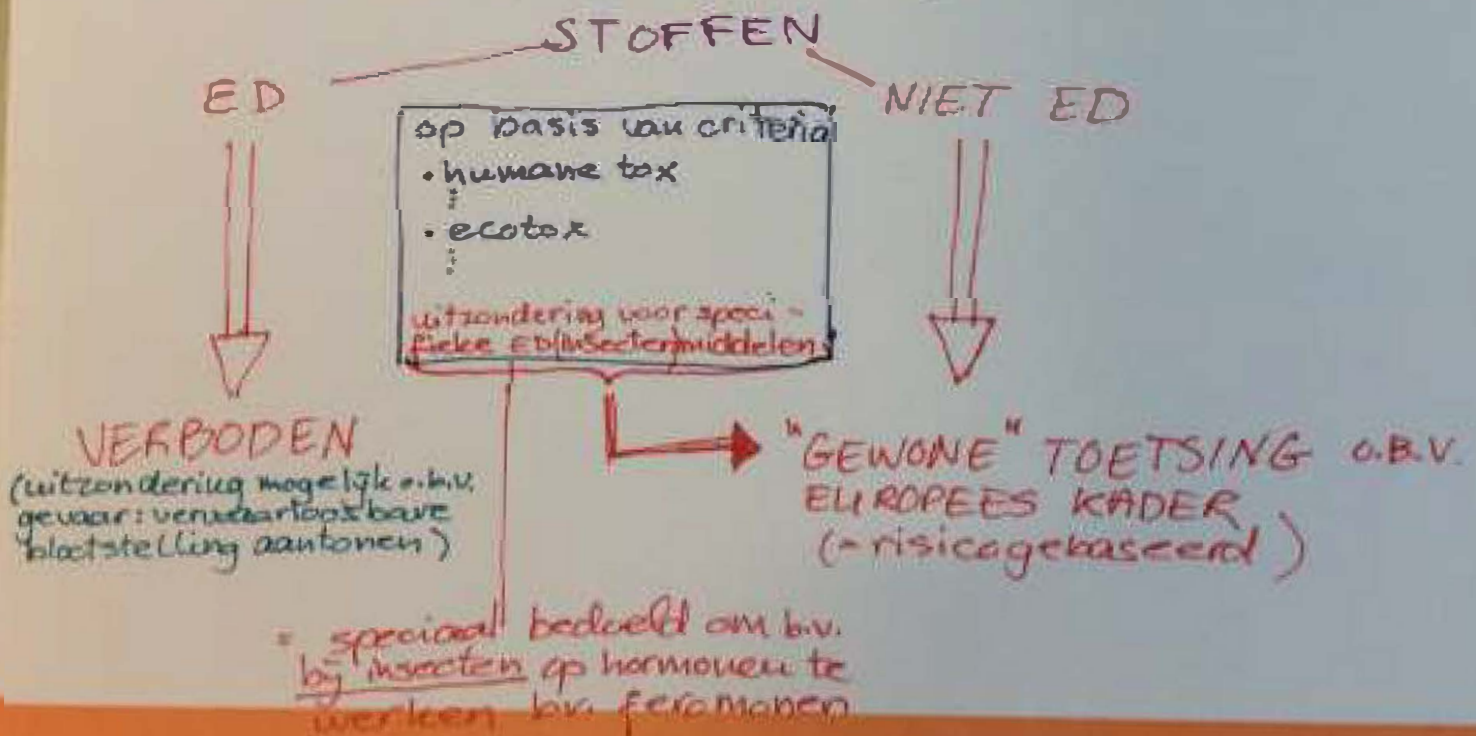 STOFFEN
ED
NIET ED
op basis van criteria
• humane tox
• ecotox
uitzondering voor speci-
fieke ED(insecten)middelen
VERBODEN
(uitzondering mogelijk o.b.v.
gevaar: verwaarloosbare
blootstelling aantonen)
"GEWONE" TOETSING O.B.V.
EUROPEES KADER
(= risicogebaseerd)
= speciaal bedoeld om b.v.
bij insecten op hormonen te
werken bv. feromonen